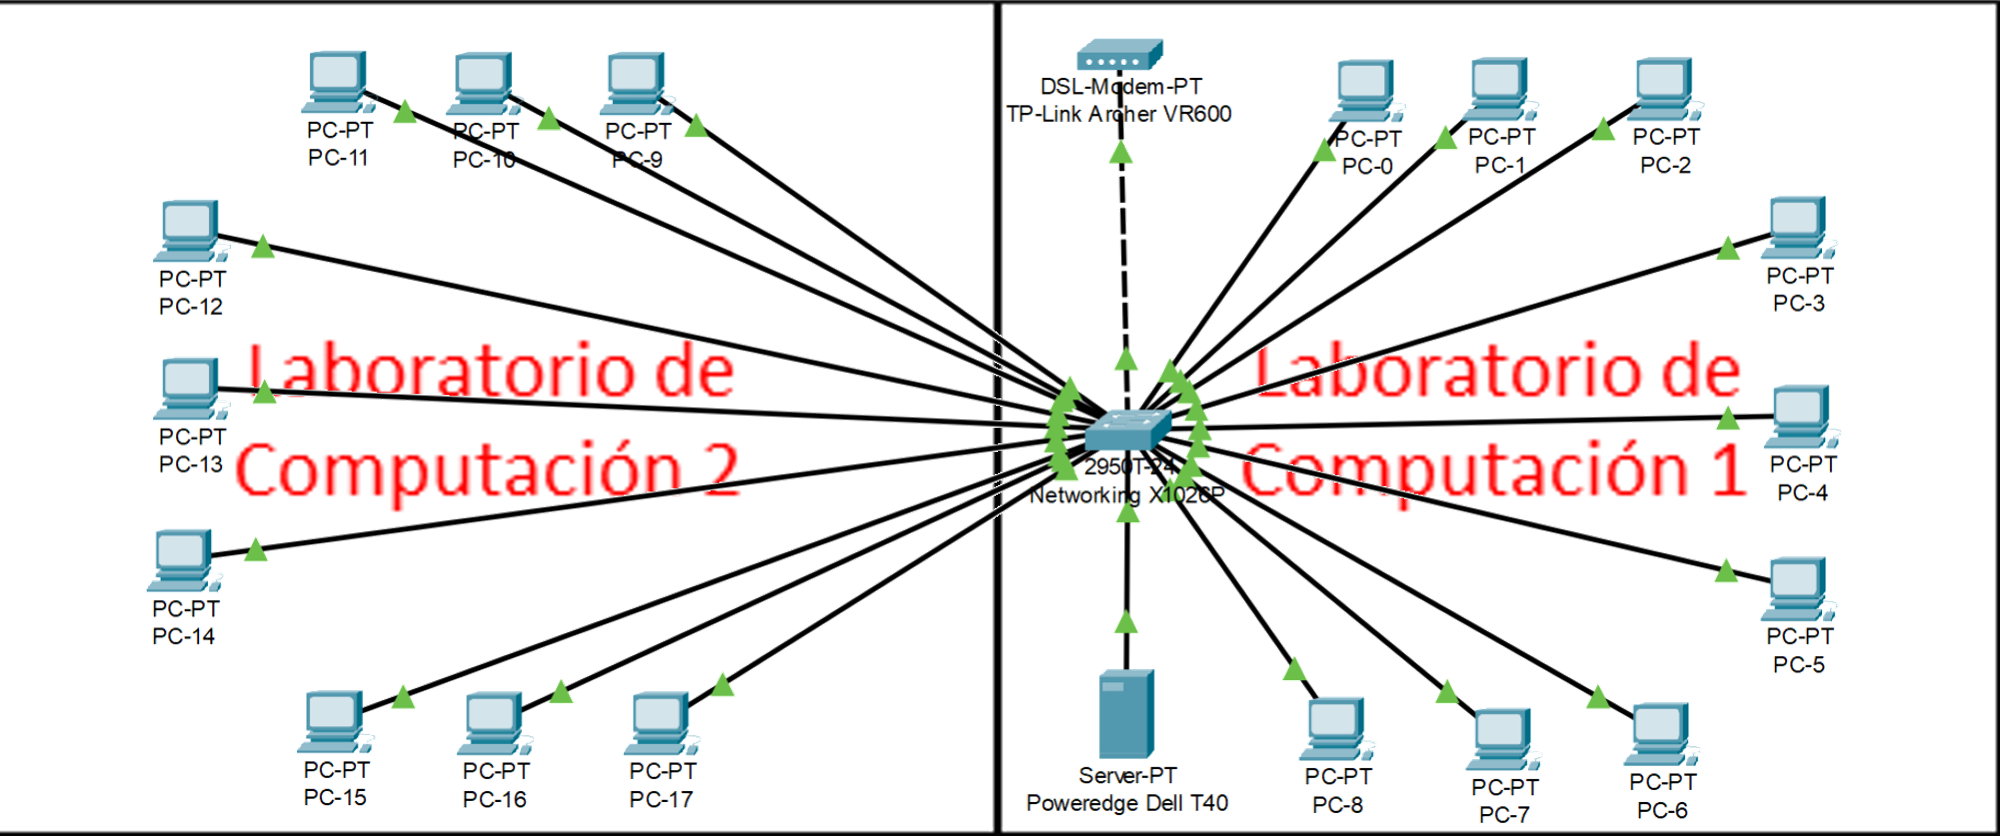 PC-PT
PC-11
PC-PT
PC-10
PC-PT
PC-9
PC-PT
PC-12
PC-PT
PC-13
Laboratorio de
Computación 2
PC-PT
PC-14
PC-PT
PC-15
PC-PT
PC-16
PC-PT
PC-17
DSL-Modem-PT
TP-Link Archer VR600
PC-PT
PC-0
PC-PT
PC-1
PC-PT
PC-2
PC-PT
PC-3
Laboratorio de
Computación 1
2950T-24
Networking X1026P
PC-PT
PC-4
PC-PT
PC-5
Server-PT
Poweredge Dell T40
PC-PT
PC-8
PC-PT
PC-7
PC-PT
PC-6